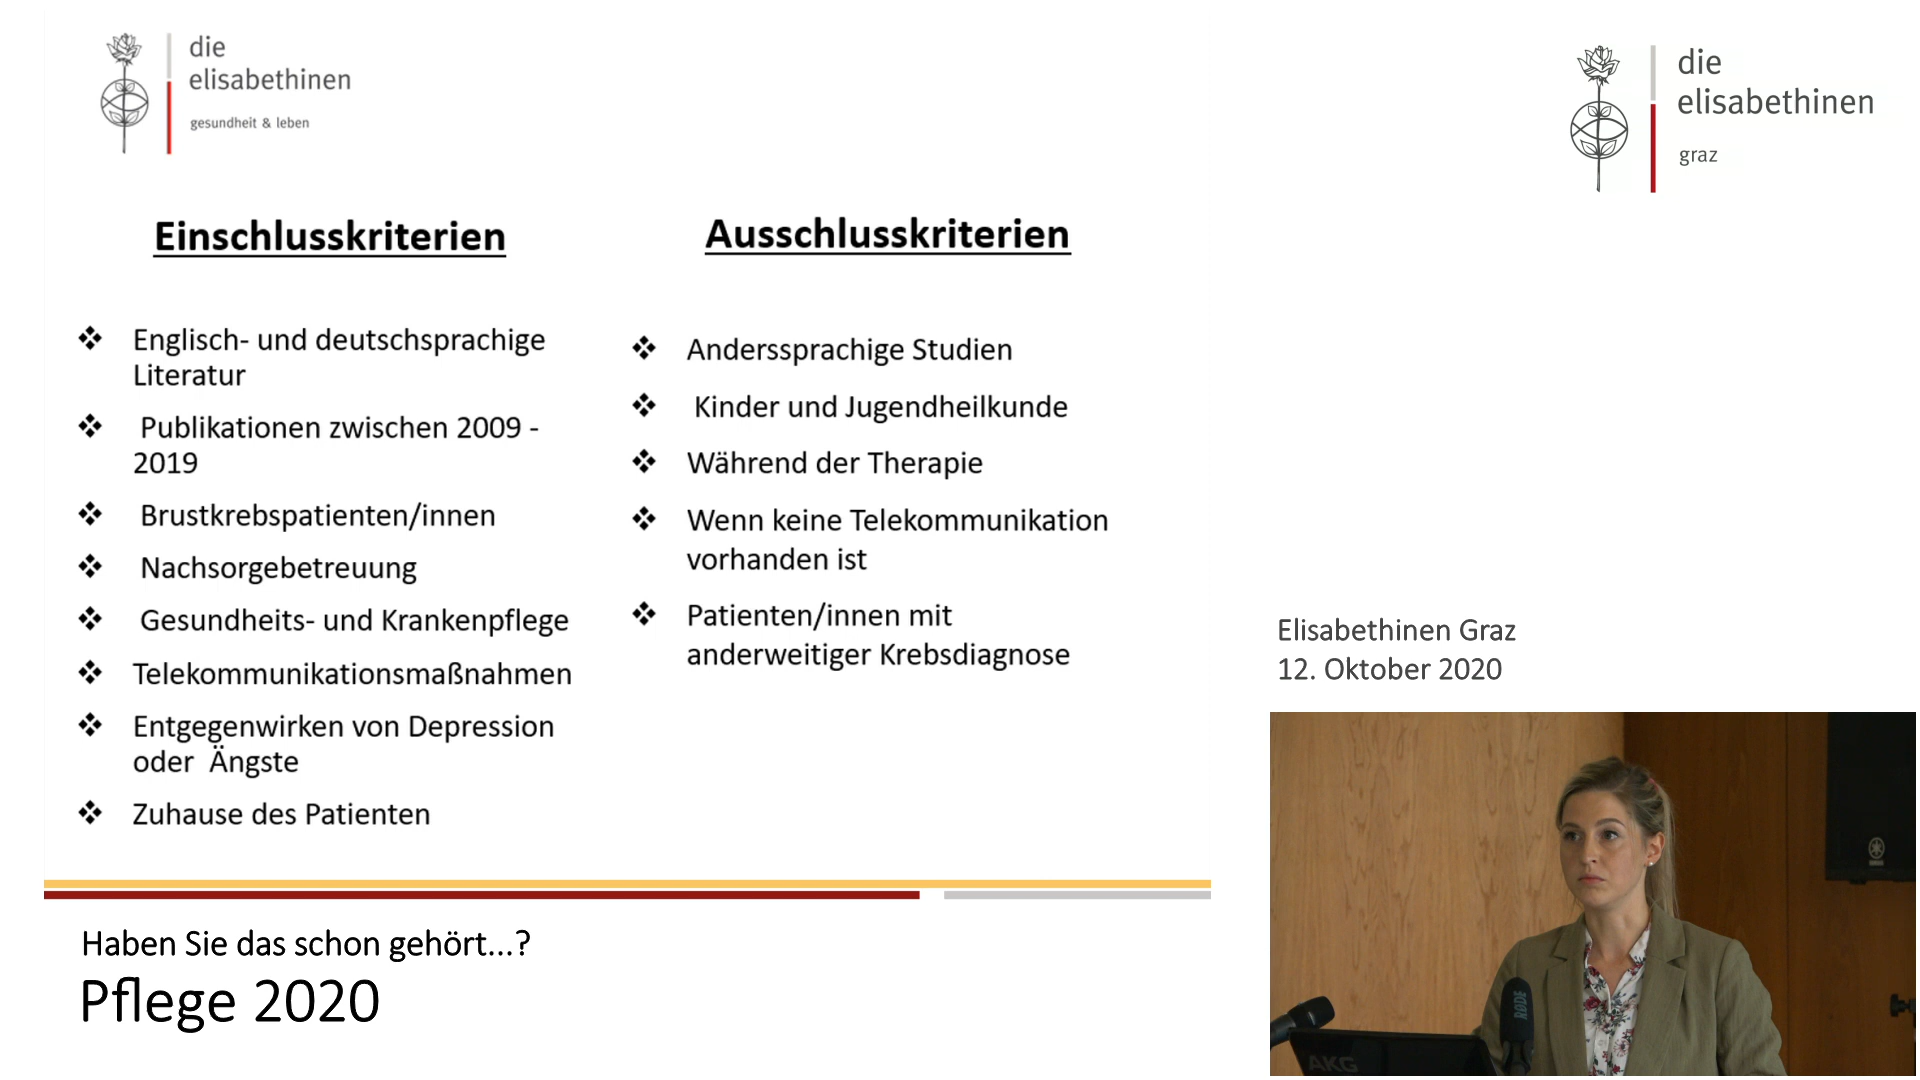 die
elisabethinen
gesundheit & leben
die
elisabethinen
graz
Einschlusskriterien
❖ Englisch- und deutschsprachige
Literatur
❖ Publikationen zwischen 2009 -
2019
❖ Brustkrebspatienten/innen
❖ Nachsorgebetreuung
❖ Gesundheits- und Krankenpflege
❖ Telekommunikationsmaßnahmen
❖ Entgegenwirken von Depression
oder Ängste
❖ Zuhause des Patienten
Ausschlusskriterien
❖ Anderssprachige Studien
❖ Kinder und Jugendheilkunde
❖ Während der Therapie
❖ Wenn keine Telekommunikation
vorhanden ist
❖ Patienten/innen mit
anderweitiger Krebsdiagnose
Elisabethinen Graz
12. Oktober 2020
RØDE
AKG
Haben Sie das schon gehört...?
Pflege 2020